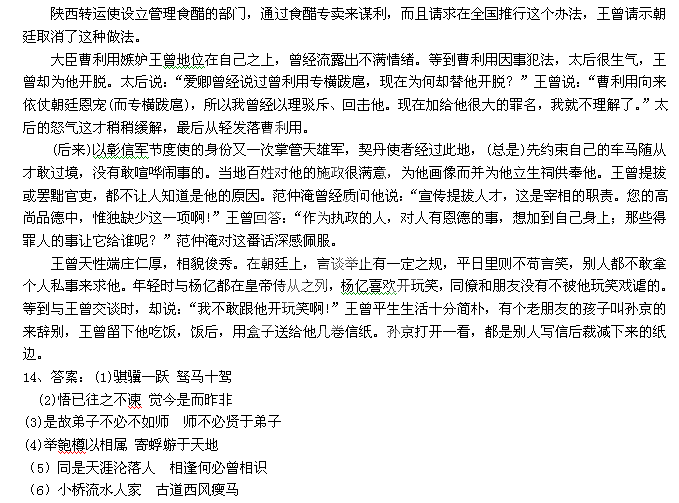 陕西转运使设立管理食醋的部门，通过食醋专卖来谋利，而且请求在全国推行这个办法，王曾请示朝
廷取消了这种做法。
大臣曹利用嫉妒王曾地位在自己之上，曾经流露出不满情绪。等到曹利用因事犯法，太后很生气，王
曾却为他开脱。太后说：“爱卿曾经说过曾利用专横跋扈，现在为何却替他开脱？”王曾说：“曹利用向来
依仗朝廷恩宠(而专横跋扈)，所以我曾经以理驳斥、回击他。现在加给他很大的罪名，我就不理解了。”太
后的怒气这才稍稍缓解，最后从轻发落曹利用。
(后来)以彰信军节度使的身份又一次掌管天雄军，契丹使者经过此地，(总是)先约束自己的车马随从
才敢过境，没有敢喧哗闹事的。当地百姓对他的施政很满意，为他画像而并为他立生祠供奉他。王曾提拔
或罢黜官吏，都不让人知道是他的原因。范仲淹曾经质问他说：“宣传提拔人才，这是宰相的职责。您的高
尚品德中，惟独缺少这一项啊!”王曾回答：“作为执政的人，对人有恩德的事，想加到自己身上；那些得
罪人的事让它给谁呢？”范仲淹对这番话深感佩服。
王曾天性端庄仁厚，相貌俊秀。在朝廷上，言谈举止有一定之规，平日里则不苟言笑，别人都不敢拿
个人私事来求他。年轻时与杨亿都在皇帝侍从之列，杨亿喜欢开玩笑，同僚和朋友没有不被他玩笑戏谑的。
等到与王曾交谈时，却说：“我不敢跟他开玩笑啊!”王曾平生生活十分简朴，有个老朋友的孩子叫孙京的
来辞别，王曾留下他吃饭，饭后，用盒子送给他几卷信纸。孙京打开一看，都是别人写信后裁减下来的纸
边。
14、答案：(1)骐骥一跃 驽马十驾
(2)悟已往之不谏 觉今是而昨非
(3)是故弟子不必不如师 师不必贤于弟子
(4)举匏樽以相属 寄蜉蝣于天地
（5）同是天涯沦落人 相逢何必曾相识
（6）小桥流水人家 古道西风瘦马